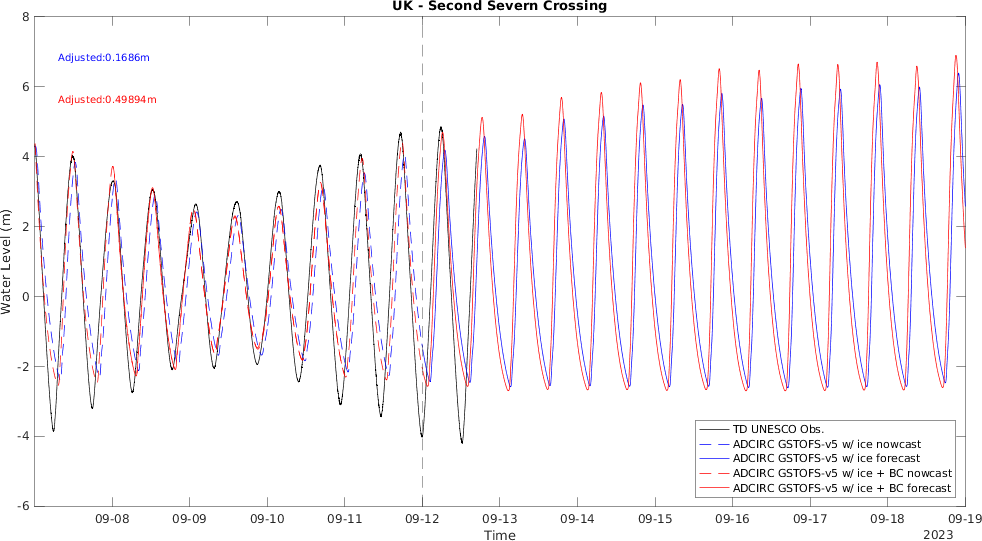 UK - Second Severn Crossing
8
6
4
2
0
-2
-4
-6
Water Level (m)
Adjusted:0.1686m
Adjusted:0.49894m
TD UNESCO Obs.
ADCIRC GSTOFS-v5 w/ ice nowcast
ADCIRC GSTOFS-v5 w/ ice forecast
ADCIRC GSTOFS-v5 w/ ice + BC nowcast
ADCIRC GSTOFS-v5 w/ ice + BC forecast
09-08 09-09 09-10 09-11 09-12 09-13 09-14 09-15 09-16 09-17 09-18 09-19
Time
2023